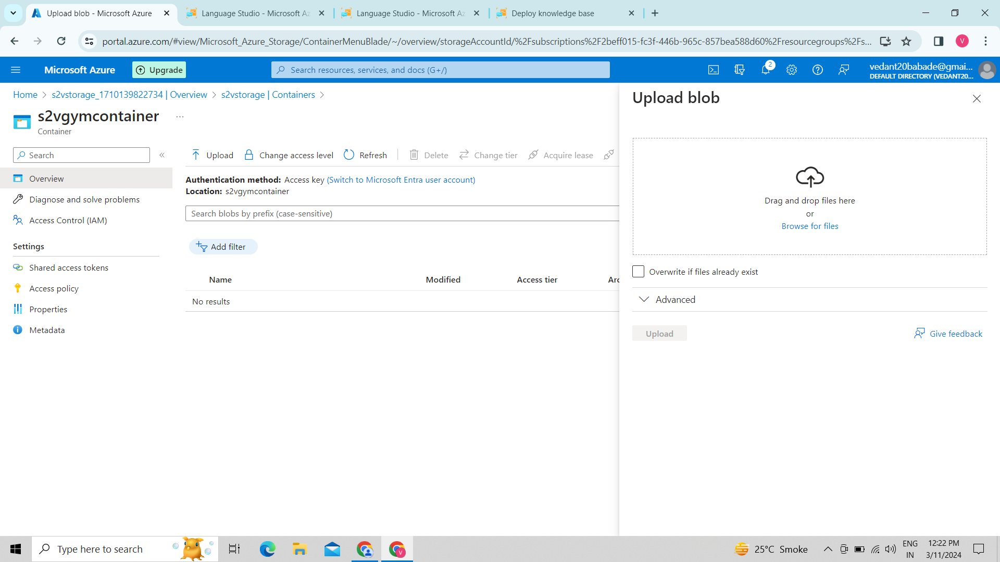 Upload blob - Microsoft Azure
Language Studio - Microsoft Az
Language Studio - Microsoft Az
Deploy knowledge base
portal.azure.com/#view/Microsoft_Azure_Storage/ContainerMenuBlade/~/overview/storageAccountId/%2Fsubscriptions%2F2beff015-fc3f-446b-965c-857bea588d60%2Fresourcegroups%2Fs...
V
Microsoft Azure
Upgrade
Search resources, services, and docs (G+/)
2
vedant20babade@gmai...
DEFAULT DIRECTORY (VEDANT20...
Home > s2vstorage_1710139822734 | Overview > s2vstorage | Containers >
s2vgymcontainer ...
Container
Search
Overview
Diagnose and solve problems
Access Control (IAM)
Settings
Shared access tokens
Access policy
Properties
Metadata
Upload
Change access level
Refresh
Delete
Change tier
Acquire lease
Authentication method: Access key (Switch to Microsoft Entra user account)
Location: s2vgymcontainer
Search blobs by prefix (case-sensitive)
Add filter
Name Modified Access tier Arc
No results
Upload blob
Drag and drop files here
or
Browse for files
Overwrite if files already exist
Advanced
Upload
Give feedback
Type here to search
25°C Smoke
ENG
IN
12:22 PM
3/11/2024
V